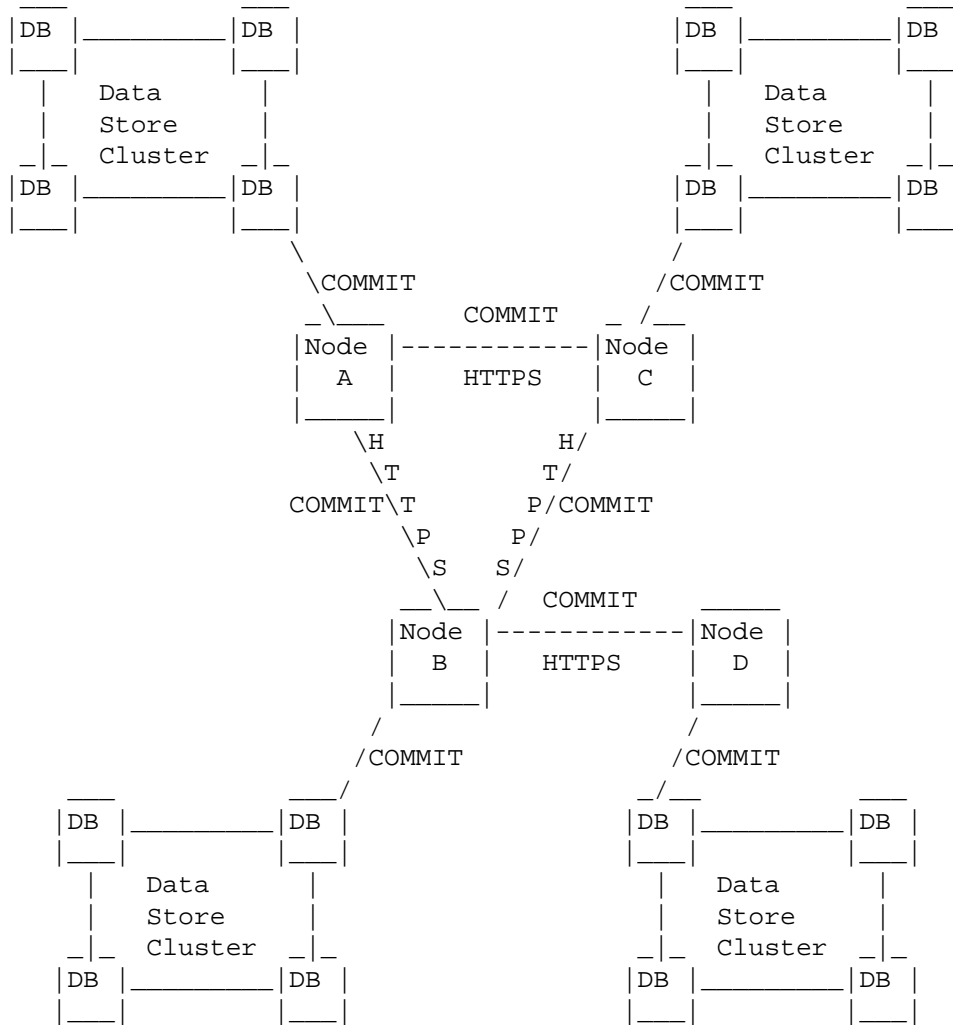 DB DB DB DB
Data Data
Store Store
Cluster Cluster
DB DB DB DB
COMMIT COMMIT
COMMIT
Node Node
A HTTPS C
H H
T T
COMMIT T P COMMIT
P P
S S
COMMIT
Node Node
B HTTPS D
COMMIT COMMIT
DB DB DB DB
Data Data
Store Store
Cluster Cluster
DB DB DB DB